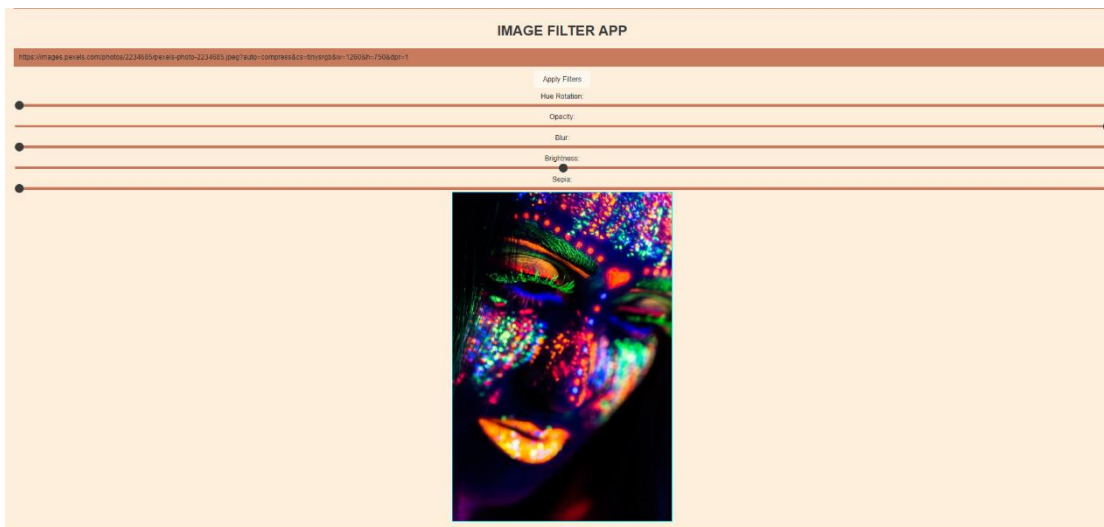 IMAGE FILTER APP
https://images.pexels.com/photos/2234685/pexels-photo-2234685.jpeg?auto=compress&cs=tinysrgb&w=1260&h=750&dpr=1
Apply Filters
Hue Rotation:
Opacity:
Blur:
Brightness:
Sepia: